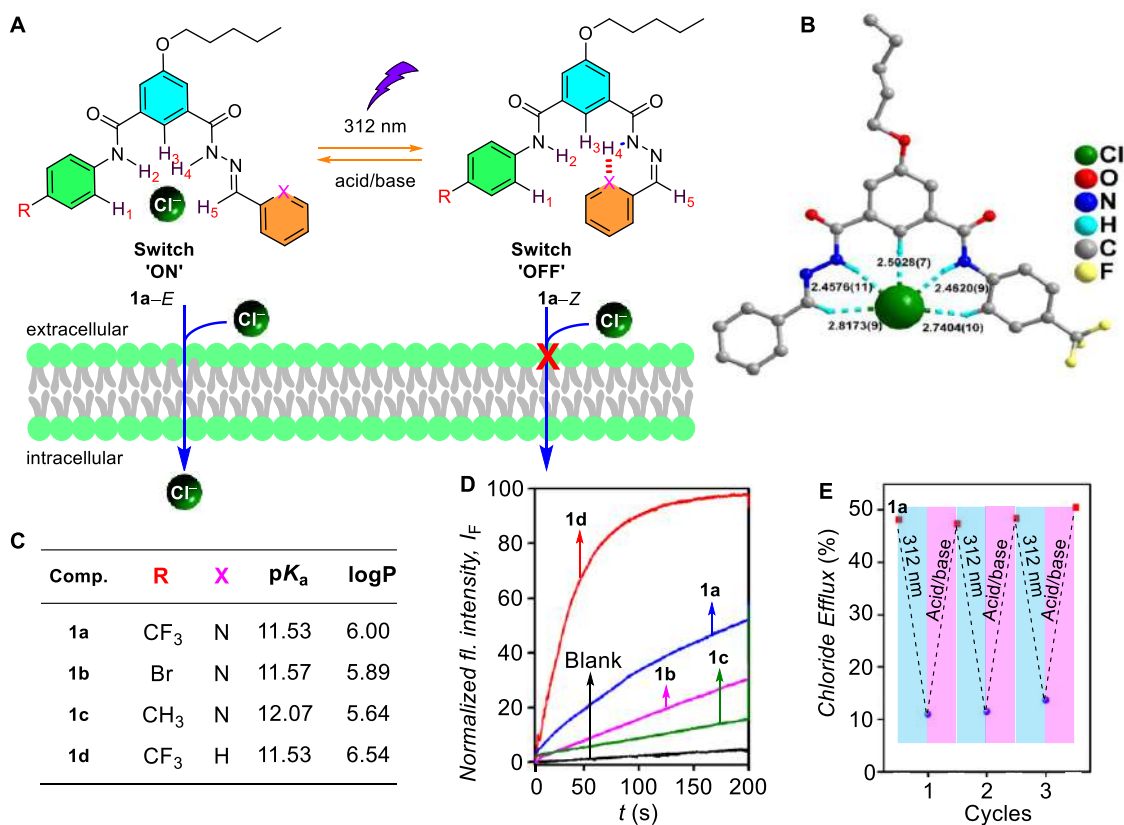 A
O
O
O
N
H2
H3
H4
N
N
H5
X
H1
R
Cl−
Switch
'ON'
1a–E
312 nm
acid/base
O
O
O
N
H2
H3
H4
N
N
X
H5
H1
R
Switch
'OFF'
1a–Z
Cl−
Cl−
extracellular
X
intracellular
Cl−
B
2.5028(7)
2.4576(11)
2.4620(9)
2.8173(9)
2.7404(10)
Cl
O
N
H
C
F
C
Comp. R X pKa logP
1a CF3 N 11.53 6.00
1b Br N 11.57 5.89
1c CH3 N 12.07 5.64
1d CF3 H 11.53 6.54
D
Normalized fl. intensity, IF
100
80
60
40
20
0
1d
1a
1b
1c
Blank
0 50 100 150 200
t (s)
E
Chloride Efflux (%)
50
40
30
20
10
0
1a
312 nm
Acid/base
312 nm
Acid/base
312 nm
Acid/base
1 2 3
Cycles